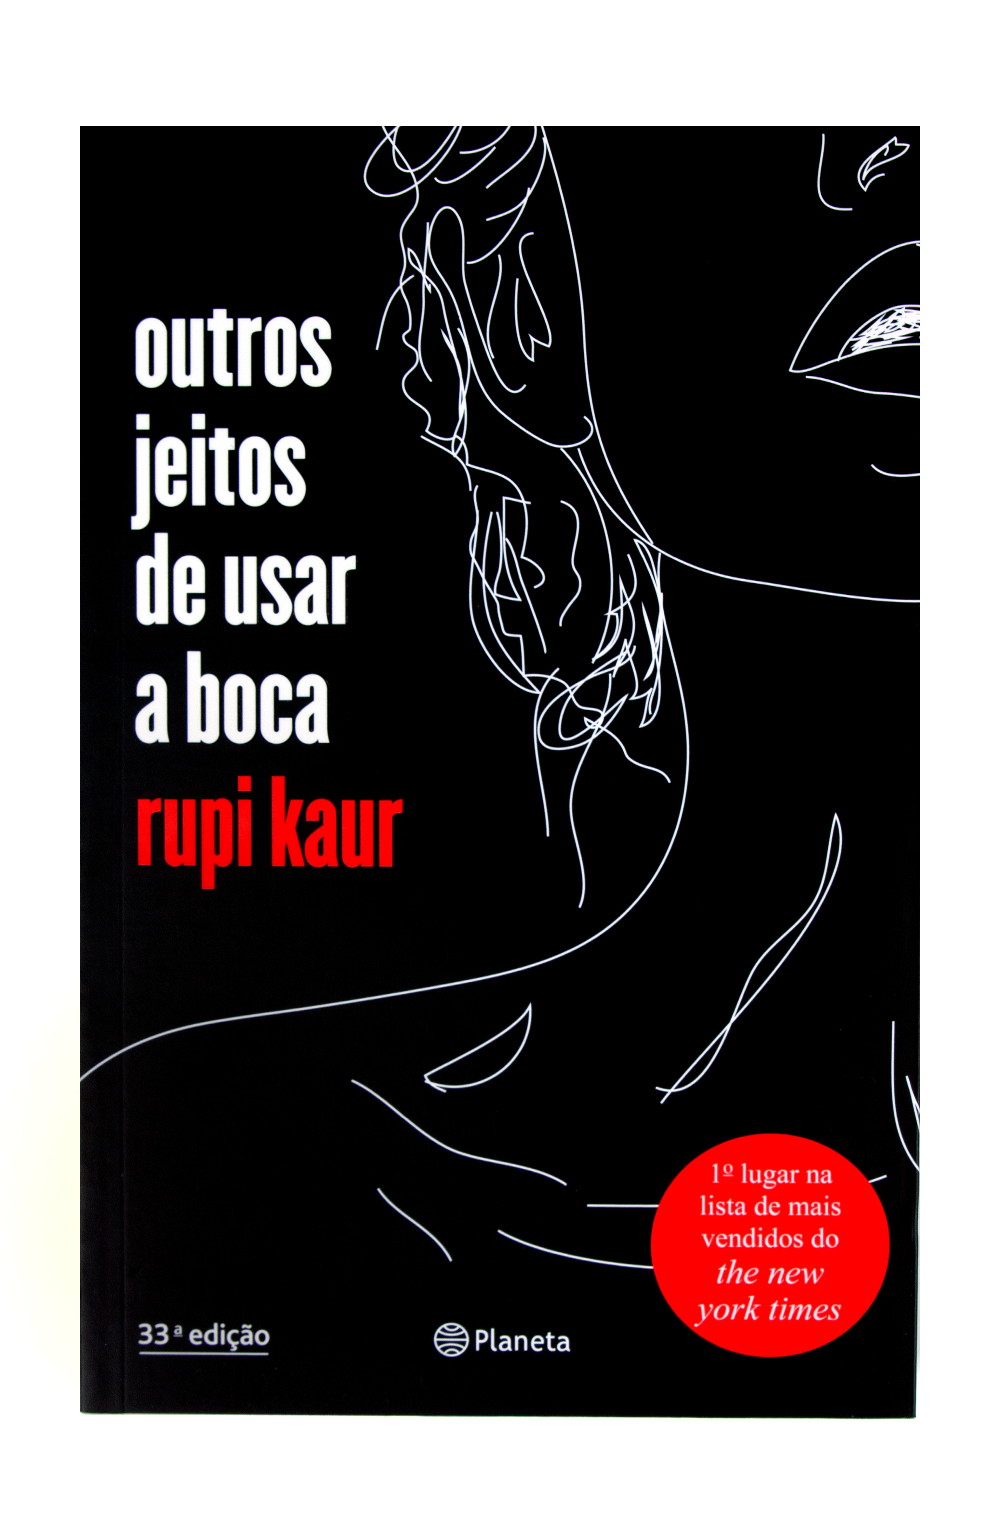 outros
jeitos
de usar
a boca
rupi kaur
1º lugar na
lista de mais
vendidos do
the new
york times
33ª edição
Planeta